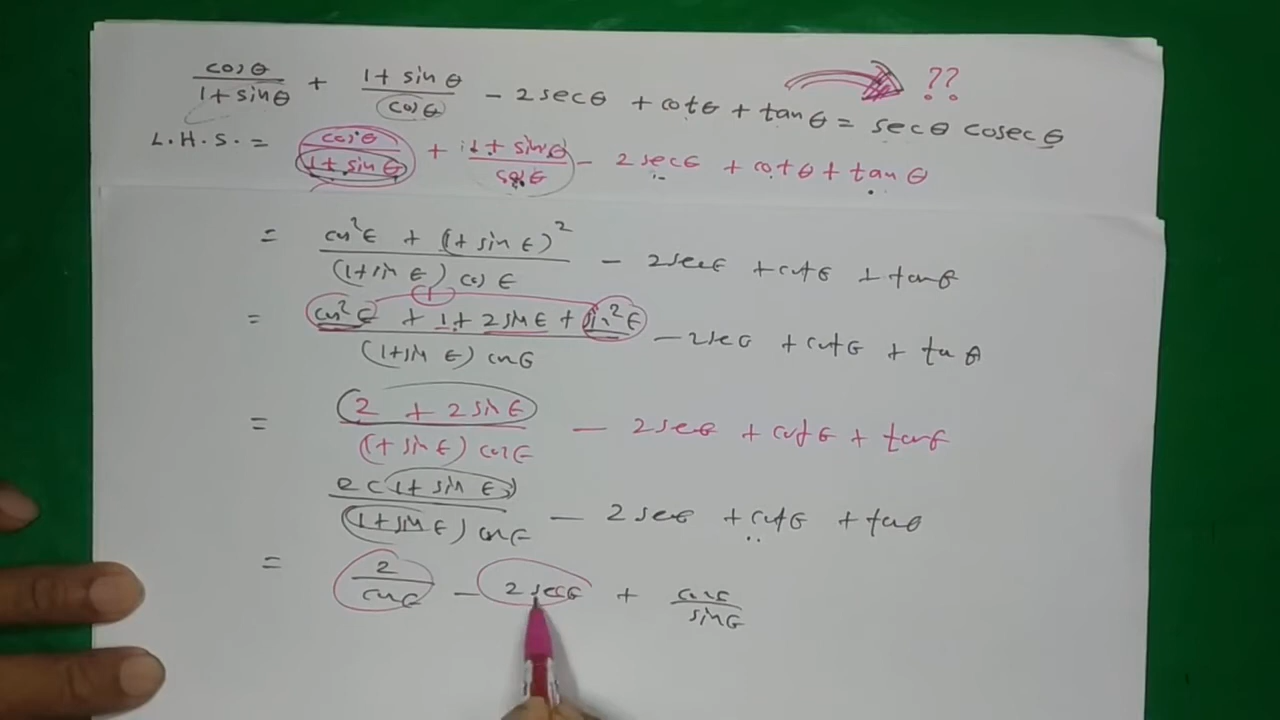 cosθ/(1+sinθ) + (1+sinθ)/cosθ - 2secθ + cotθ + tanθ = secθ cosecθ ??
L.H.S. = cosθ/(1+sinθ) + (1+sinθ)/cosθ - 2secθ + cotθ + tanθ
= (cos²θ + (1+sinθ)²)/((1+sinθ)cosθ) - 2secθ + cotθ + tanθ
= (cos²θ + 1 + 2sinθ + sin²θ)/((1+sinθ)cosθ) - 2secθ + cotθ + tanθ
= (2 + 2sinθ)/((1+sinθ)cosθ) - 2secθ + cotθ + tanθ
2(1+sinθ)/((1+sinθ)cosθ) - 2secθ + cotθ + tanθ
= 2/cosθ - 2secθ + cosθ/sinθ